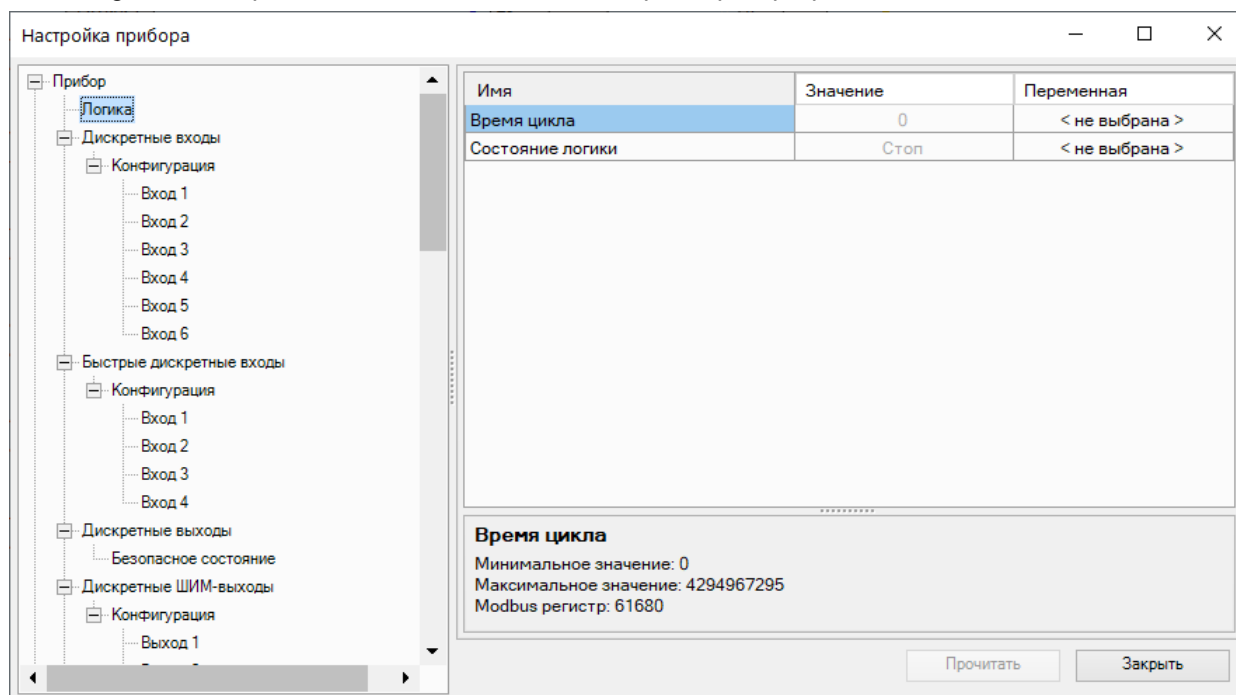 Настройка прибора
Прибор
Логика
Дискретные входы
Конфигурация
Вход 1
Вход 2
Вход 3
Вход 4
Вход 5
Вход 6
Быстрые дискретные входы
Конфигурация
Вход 1
Вход 2
Вход 3
Вход 4
Дискретные выходы
Безопасное состояние
Дискретные ШИМ-выходы
Конфигурация
Выход 1
Имя Значение Переменная
Время цикла 0 < не выбрана >
Состояние логики Стоп < не выбрана >
Время цикла
Минимальное значение: 0
Максимальное значение: 4294967295
Modbus регистр: 61680
Прочитать Закрыть